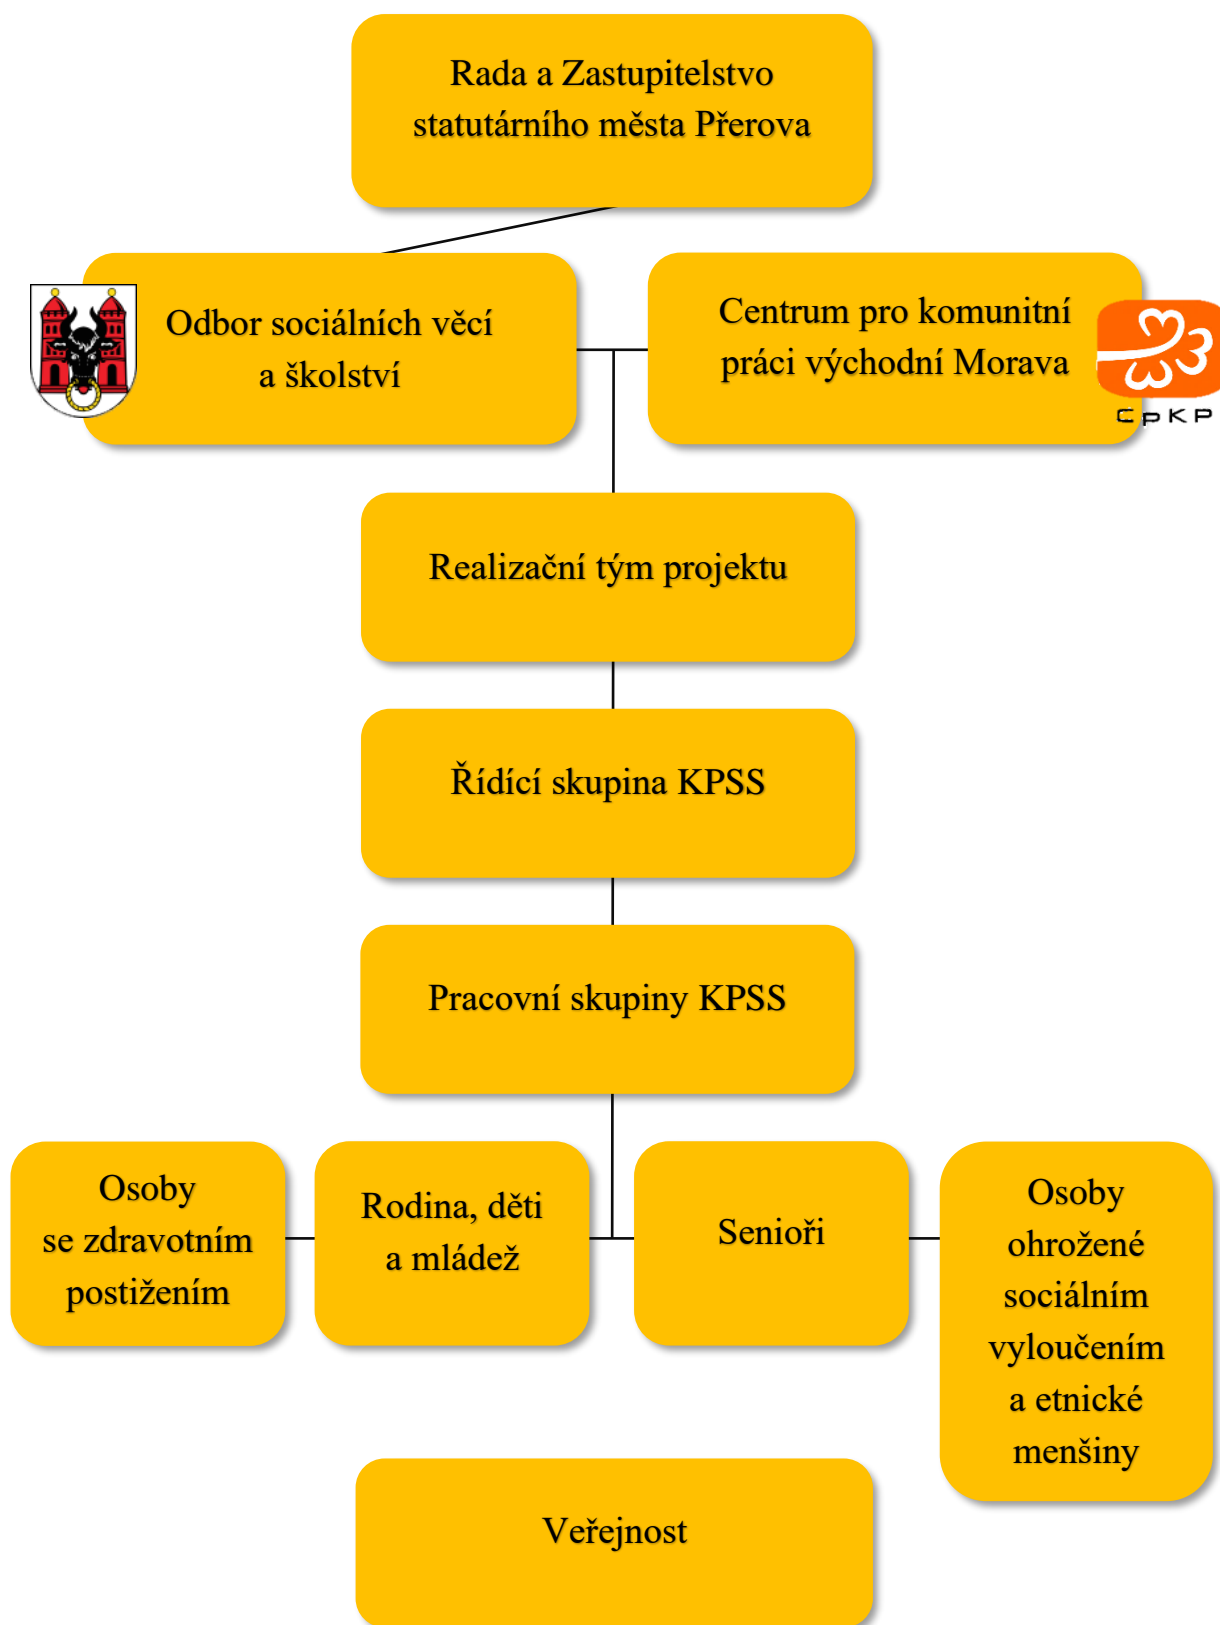 Rada a Zastupitelstvo
statutárního města Přerova
Odbor sociálních věcí
a školství
Centrum pro komunitní
práci východní Morava
CpKP
Realizační tým projektu
Řídící skupina KPSS
Pracovní skupiny KPSS
Osoby
se zdravotním
postižením
Rodina, děti
a mládež
Senioři
Osoby
ohrožené
sociálním
vyloučením
a etnické
menšiny
Veřejnost